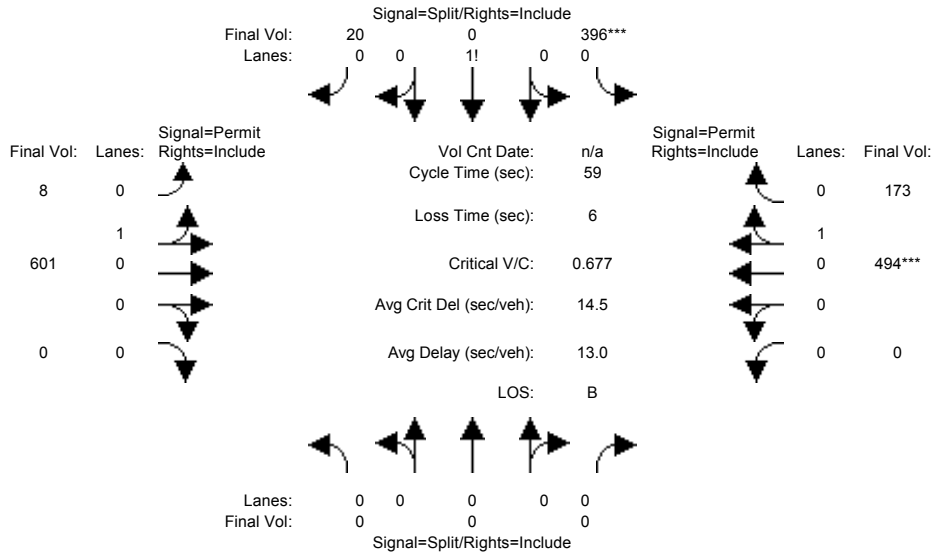 Signal=Split/Rights=Include
Final Vol: 20 0 396***
Lanes: 0 0 1! 0 0
Signal=Permit
Final Vol: Lanes: Rights=Include
Vol Cnt Date: n/a
Signal=Permit
Rights=Include Lanes: Final Vol:
Cycle Time (sec): 59
8 0
0 173
Loss Time (sec): 6
1
1
601 0
Critical V/C: 0.677
0 494***
0
Avg Crit Del (sec/veh): 14.5
0
0 0
Avg Delay (sec/veh): 13.0
0 0
LOS: B
Lanes: 0 0 0 0 0
Final Vol: 0 0 0
Signal=Split/Rights=Include